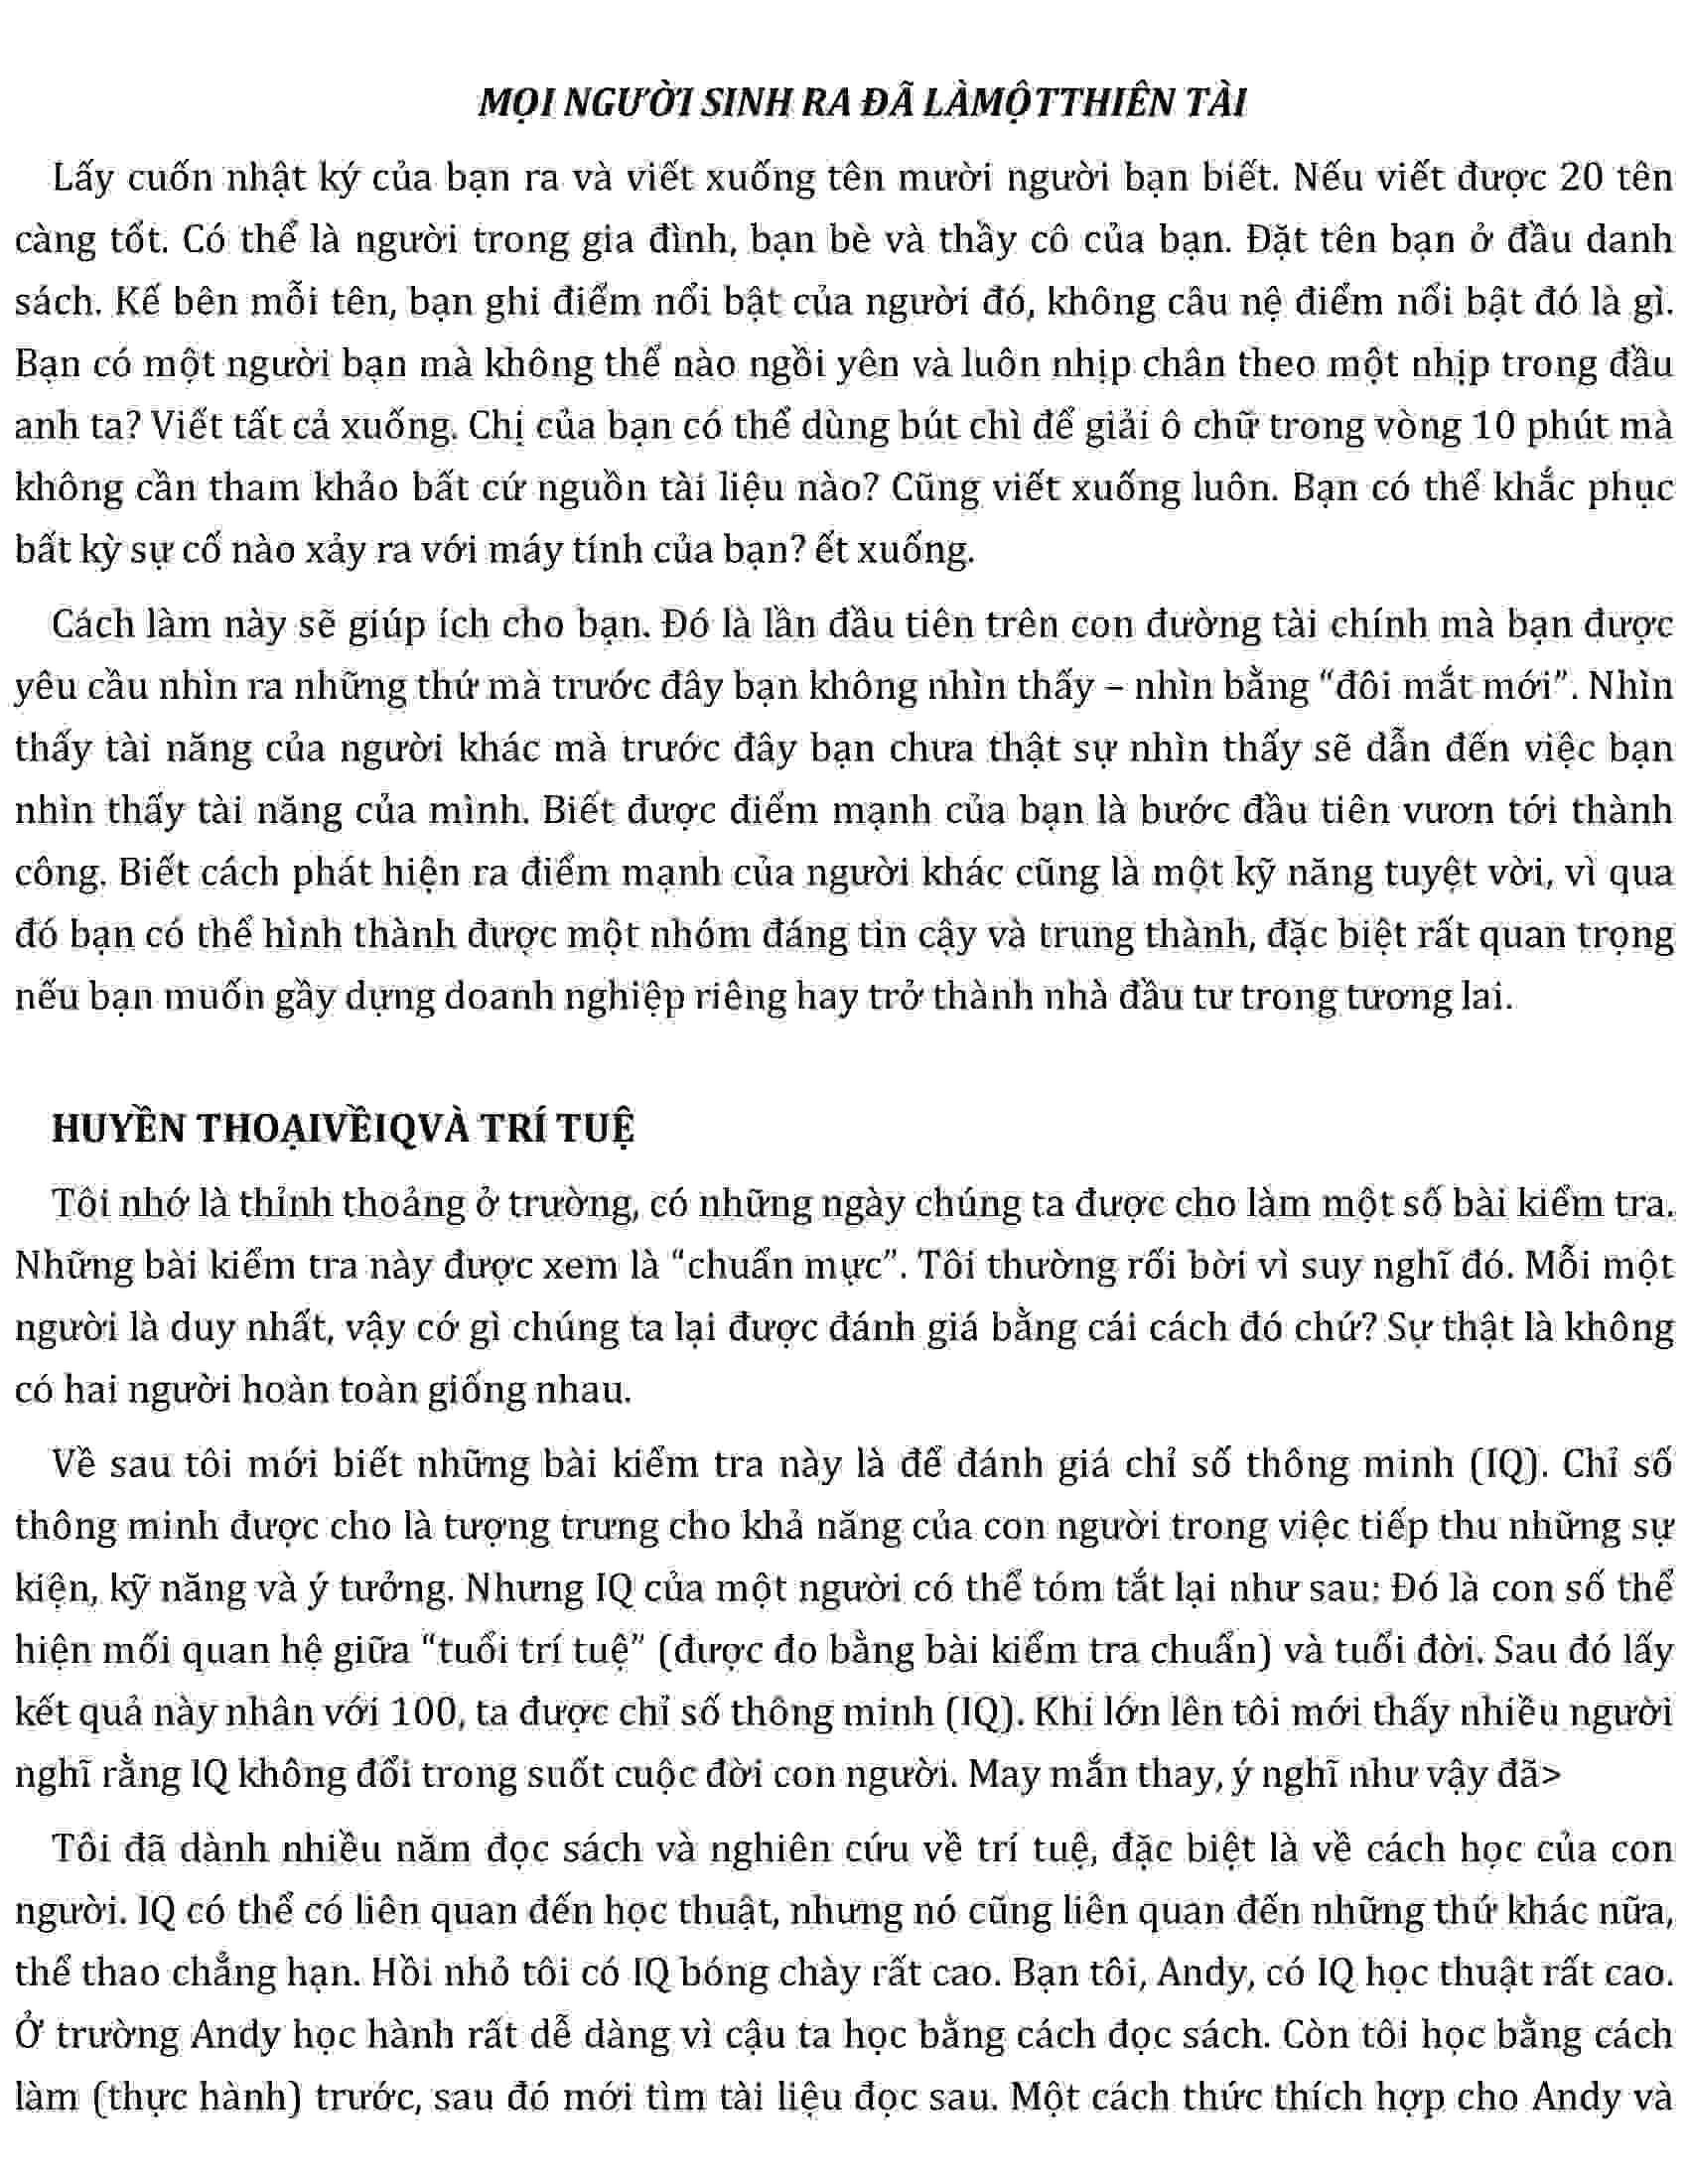 MỌI NGƯỜI SINH RA ĐÃ LÀMỘTTHIÊN TÀI
Lấy cuốn nhật ký của bạn ra và viết xuống tên mười người bạn biết. Nếu viết được 20 tên
càng tốt. Có thể là người trong gia đình, bạn bè và thầy cô của bạn. Đặt tên bạn ở đầu danh
sách. Kế bên mỗi tên, bạn ghi điểm nổi bật của người đó, không câu nệ điểm nổi bật đó là gì.
Bạn có một người bạn mà không thể nào ngồi yên và luôn nhịp chân theo một nhịp trong đầu
anh ta? Viết tất cả xuống. Chị của bạn có thể dùng bút chì để giải ô chữ trong vòng 10 phút mà
không cần tham khảo bất cứ nguồn tài liệu nào? Cũng viết xuống luôn. Bạn có thể khắc phục
bất kỳ sự cố nào xảy ra với máy tính của bạn? ết xuống.
Cách làm này sẽ giúp ích cho bạn. Đó là lần đầu tiên trên con đường tài chính mà bạn được
yêu cầu nhìn ra những thứ mà trước đây bạn không nhìn thấy – nhìn bằng “đôi mắt mới”. Nhìn
thấy tài năng của người khác mà trước đây bạn chưa thật sự nhìn thấy sẽ dẫn đến việc bạn
nhìn thấy tài năng của mình. Biết được điểm mạnh của bạn là bước đầu tiên vươn tới thành
công. Biết cách phát hiện ra điểm mạnh của người khác cũng là một kỹ năng tuyệt vời, vì qua
đó bạn có thể hình thành được một nhóm đáng tin cậy và trung thành, đặc biệt rất quan trọng
nếu bạn muốn gầy dựng doanh nghiệp riêng hay trở thành nhà đầu tư trong tương lai.
HUYỀN THOẠIVỀIQVÀ TRÍ TUỆ
Tôi nhớ là thỉnh thoảng ở trường, có những ngày chúng ta được cho làm một số bài kiểm tra.
Những bài kiểm tra này được xem là “chuẩn mực”. Tôi thường rối bời vì suy nghĩ đó. Mỗi một
người là duy nhất, vậy cớ gì chúng ta lại được đánh giá bằng cái cách đó chứ? Sự thật là không
có hai người hoàn toàn giống nhau.
Về sau tôi mới biết những bài kiểm tra này là để đánh giá chỉ số thông minh (IQ). Chỉ số
thông minh được cho là tượng trưng cho khả năng của con người trong việc tiếp thu những sự
kiện, kỹ năng và ý tưởng. Nhưng IQ của một người có thể tóm tắt lại như sau: Đó là con số thể
hiện mối quan hệ giữa “tuổi trí tuệ” (được đo bằng bài kiểm tra chuẩn) và tuổi đời. Sau đó lấy
kết quả này nhân với 100, ta được chỉ số thông minh (IQ). Khi lớn lên tôi mới thấy nhiều người
nghĩ rằng IQ không đổi trong suốt cuộc đời con người. May mắn thay, ý nghĩ như vậy đã>
Tôi đã dành nhiều năm đọc sách và nghiên cứu về trí tuệ, đặc biệt là về cách học của con
người. IQ có thể có liên quan đến học thuật, nhưng nó cũng liên quan đến những thứ khác nữa,
thể thao chẳng hạn. Hồi nhỏ tôi có IQ bóng chày rất cao. Bạn tôi, Andy, có IQ học thuật rất cao.
Ở trường Andy học hành rất dễ dàng vì cậu ta học bằng cách đọc sách. Còn tôi học bằng cách
làm (thực hành) trước, sau đó mới tìm tài liệu đọc sau. Một cách thức thích hợp cho Andy và